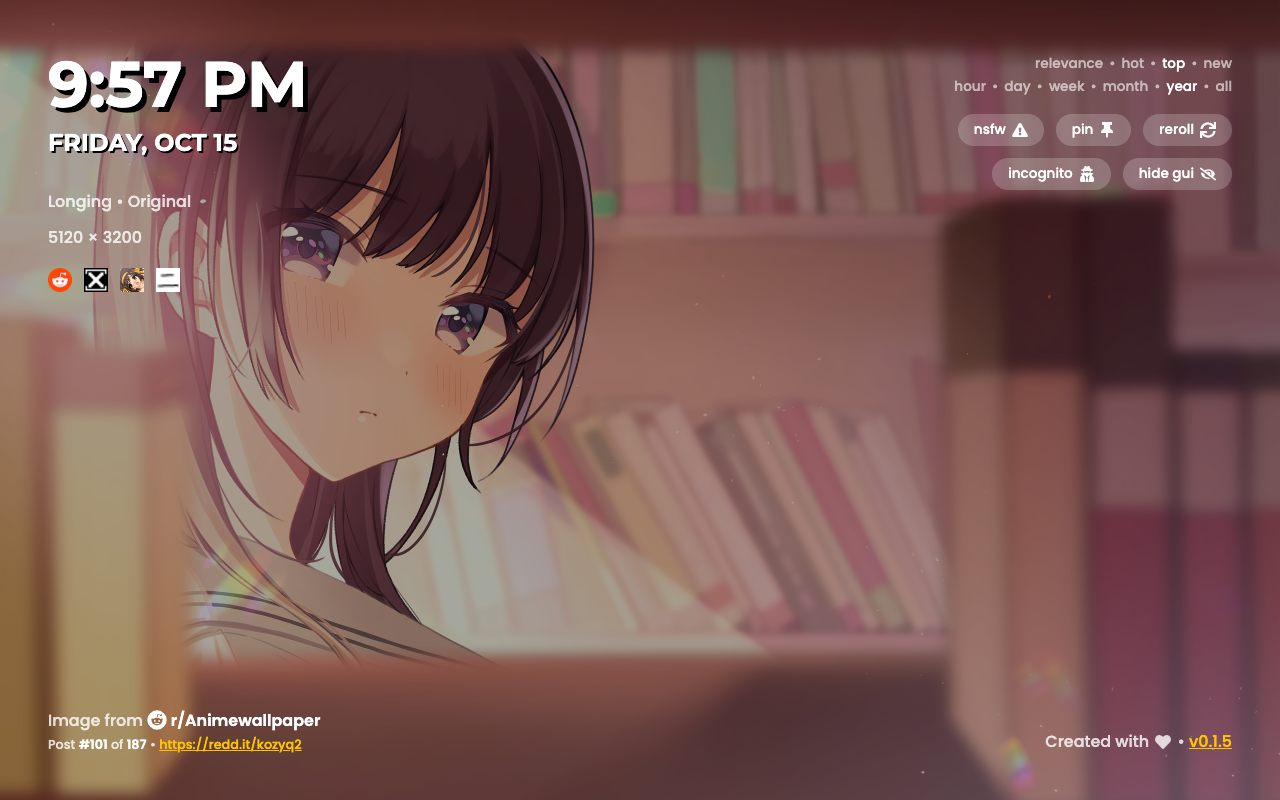 9:57 PM
FRIDAY, OCT 15
Longing • Original
5120 × 3200
relevance • hot • top • new
hour • day • week • month • year • all
nsfw
pin
reroll
incognito
hide gui
Image from r/Animewallpaper
Post #101 of 187 • https://redd.it/kozyq2
Created with • v0.1.5